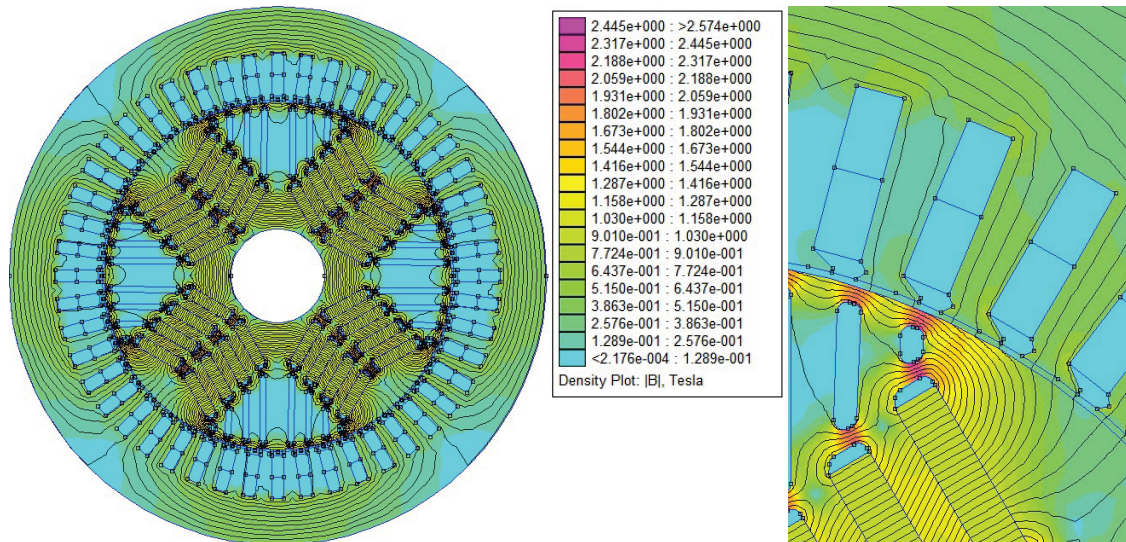 2.445e+000 : >2.574e+000
2.317e+000 : 2.445e+000
2.188e+000 : 2.317e+000
2.059e+000 : 2.188e+000
1.931e+000 : 2.059e+000
1.802e+000 : 1.931e+000
1.673e+000 : 1.802e+000
1.544e+000 : 1.673e+000
1.416e+000 : 1.544e+000
1.287e+000 : 1.416e+000
1.158e+000 : 1.287e+000
1.030e+000 : 1.158e+000
9.010e-001 : 1.030e+000
7.724e-001 : 9.010e-001
6.437e-001 : 7.724e-001
5.150e-001 : 6.437e-001
3.863e-001 : 5.150e-001
2.576e-001 : 3.863e-001
1.289e-001 : 2.576e-001
<2.176e-004 : 1.289e-001
Density Plot: |B|, Tesla